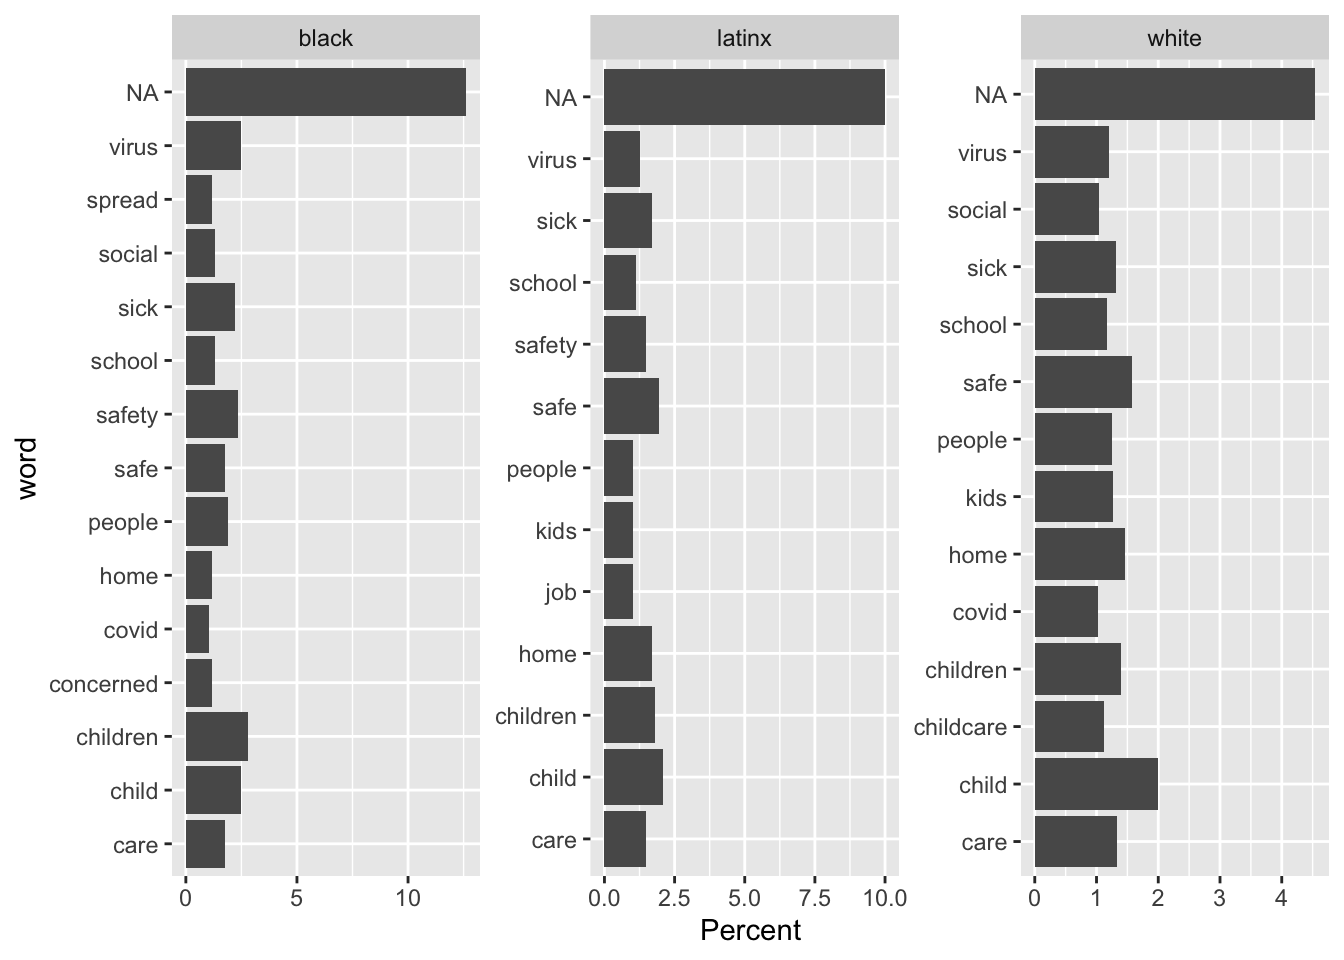 black
latinx
white
word
NA
virus
spread
social
sick
school
safety
safe
people
home
covid
concerned
children
child
care
0 5 10
NA
virus
sick
school
safety
safe
people
kids
job
home
children
child
care
0.0 2.5 5.0 7.5 10.0
NA
virus
social
sick
school
safe
people
kids
home
covid
children
childcare
child
care
0 1 2 3 4
Percent